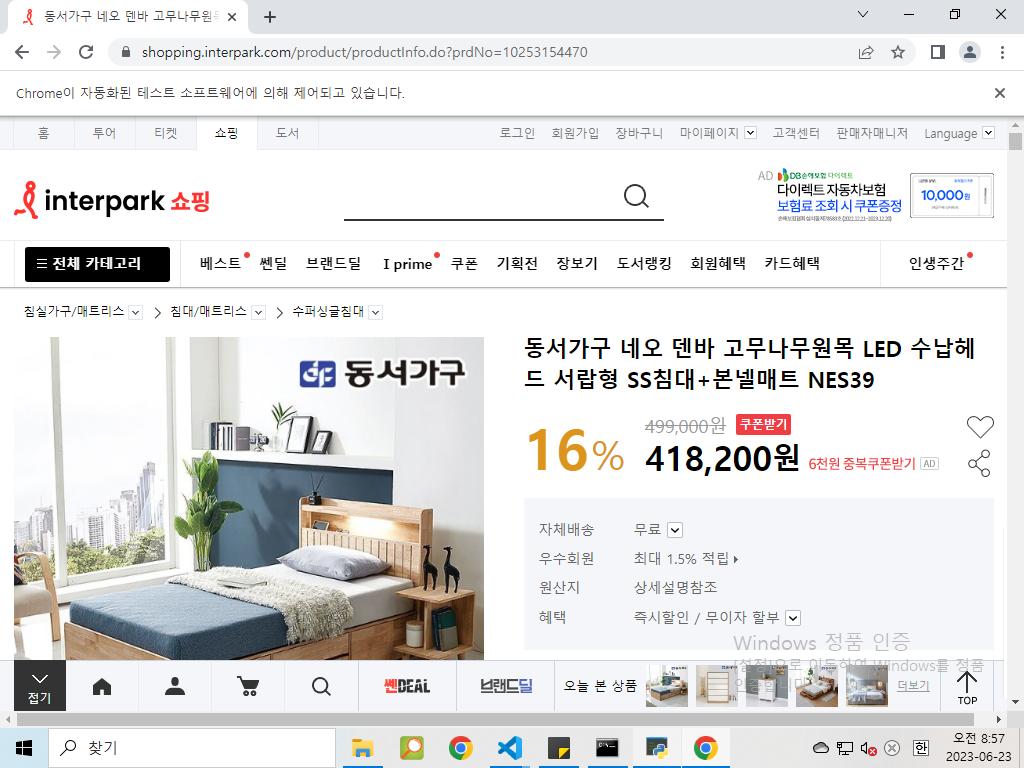 동서가구 네오 덴바 고무나무원목
shopping.interpark.com/product/productInfo.do?prdNo=10253154470
Chrome이 자동화된 테스트 소프트웨어에 의해 제어되고 있습니다.
홈 투어 티켓 쇼핑 도서 로그인 회원가입 장바구니 마이페이지 고객센터 판매자매니저 Language
interpark 쇼핑
AD DB손해보험 다이렉트
다이렉트 자동차보험
보험료 조회 시 쿠폰증정
10,000원
전체 카테고리 베스트 쎈딜 브랜드딜 I prime 쿠폰 기획전 장보기 도서랭킹 회원혜택 카드혜택 인생주간
침실가구/매트리스 침대/매트리스 수퍼싱글침대
동서가구
동서가구 네오 덴바 고무나무원목 LED 수납헤
드 서랍형 SS침대+본넬매트 NES39
16% 499,000원 쿠폰받기
418,200원 6천원 중복쿠폰받기 AD
자체배송 무료
우수회원 최대 1.5% 적립
원산지 상세설명참조
혜택 즉시할인 / 무이자 할부
Windows 정품 인증
[설정]으로 이동하여 Windows를 정품
접기 쎈DEAL 브랜드딜 오늘 본 상품 더보기 TOP
찾기 한 오전 8:57
2023-06-23